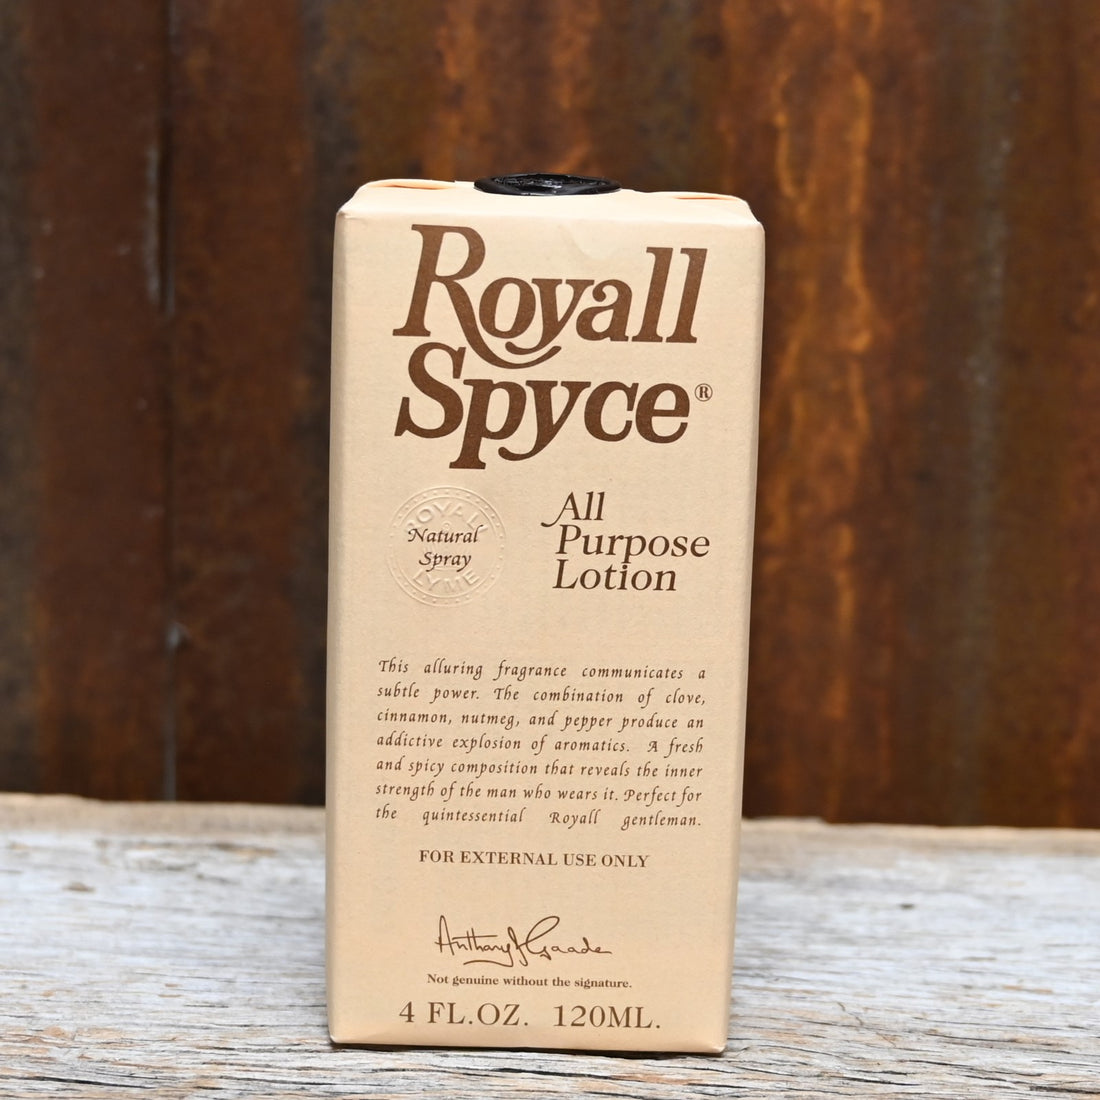 Royall
Spyce®
ROYALL
Natural
Spray
LYME
All
Purpose
Lotion
This alluring fragrance communicates a
subtle power. The combination of clove,
cinnamon, nutmeg, and pepper produce an
addictive explosion of aromatics. A fresh
and spicy composition that reveals the inner
strength of the man who wears it. Perfect for
the quintessential Royall gentleman.
FOR EXTERNAL USE ONLY
Anthony J Gaade
Not genuine without the signature.
4 FL.OZ. 120ML.